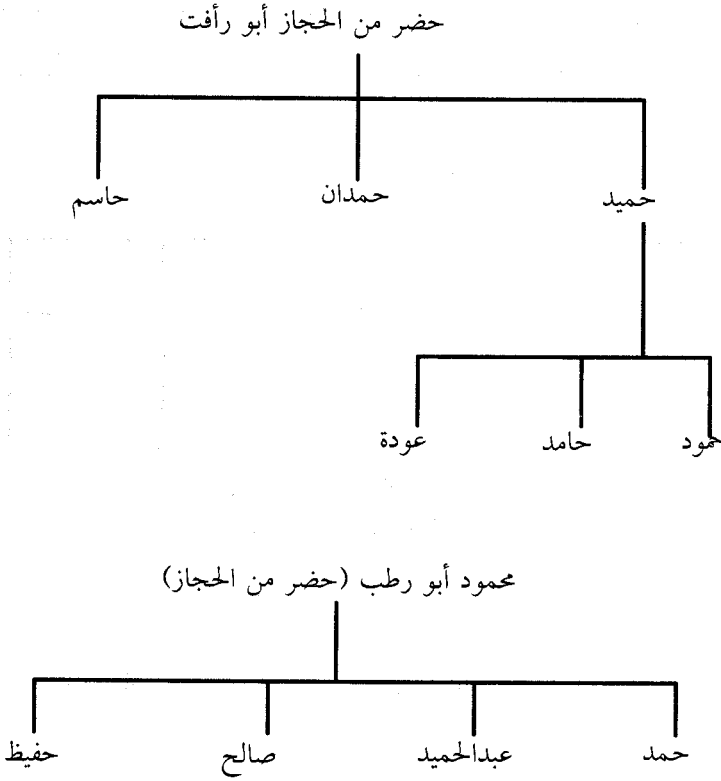 حضر من الحجاز أبو رأفت
حميد حمدان حاسم
حمود حامد عودة
محمود أبو رطب (حضر من الحجاز)
حمد عبدالحميد صالح حفيظ